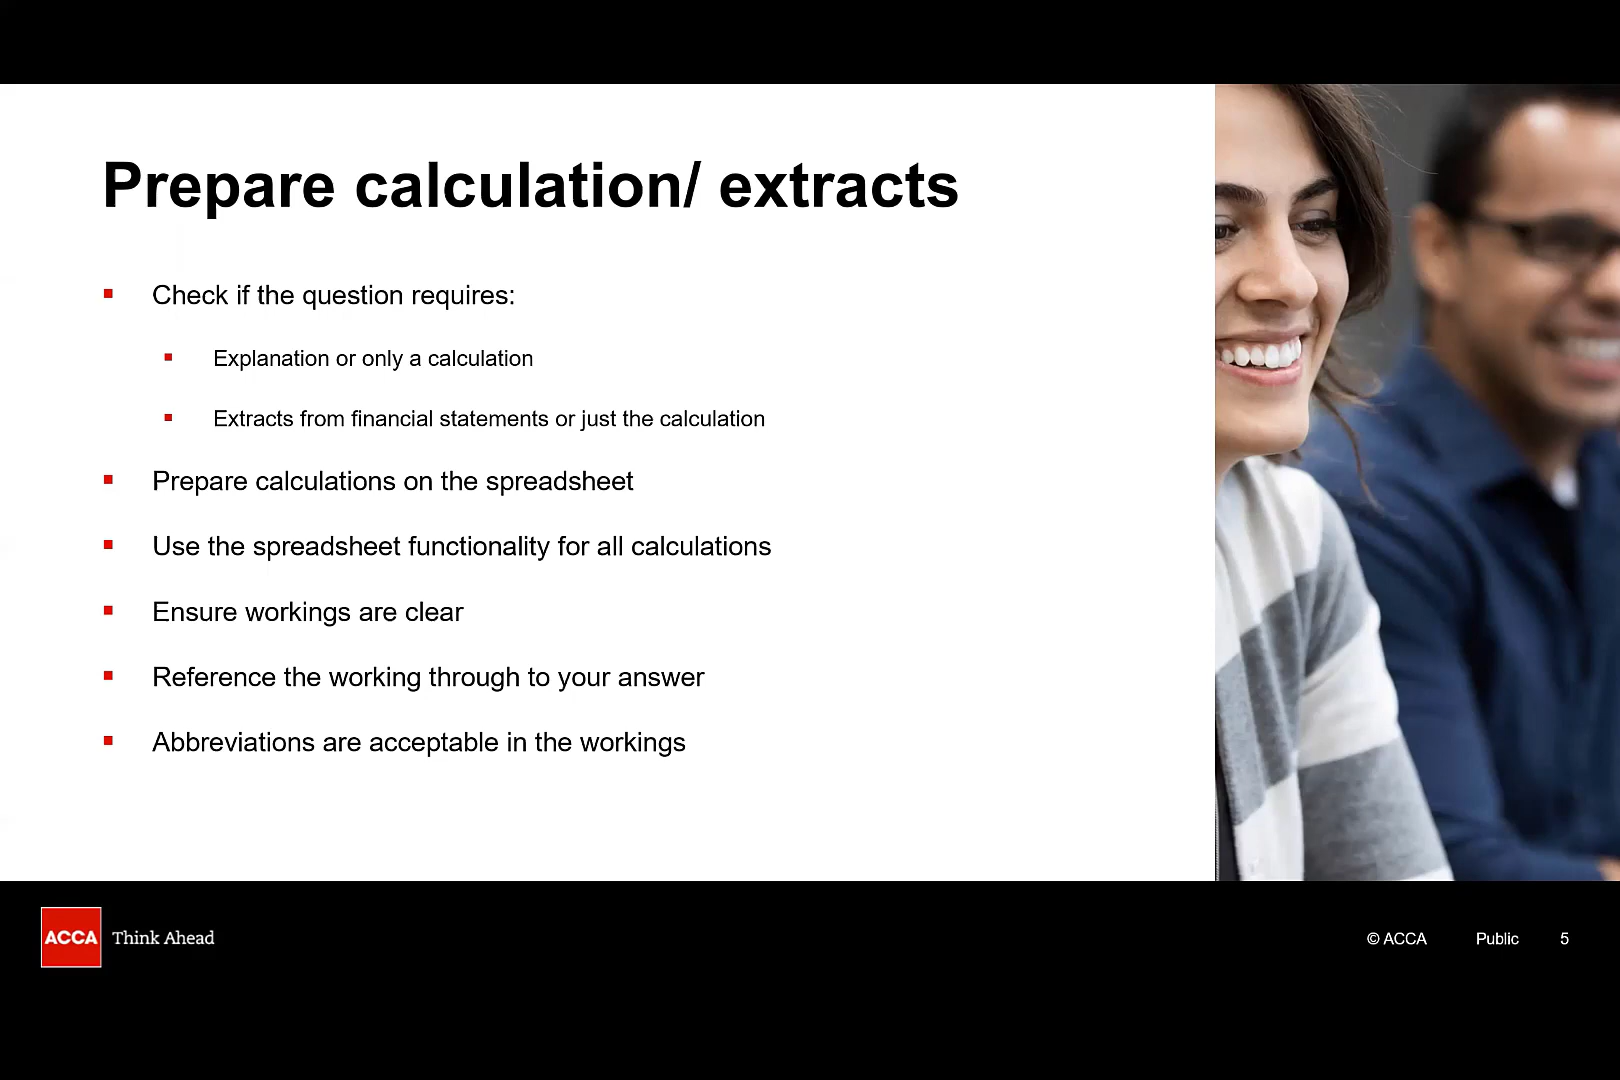 Prepare calculation/ extracts
Check if the question requires:
Explanation or only a calculation
Extracts from financial statements or just the calculation
Prepare calculations on the spreadsheet
Use the spreadsheet functionality for all calculations
Ensure workings are clear
Reference the working through to your answer
Abbreviations are acceptable in the workings
ACCA Think Ahead
© ACCA Public 5